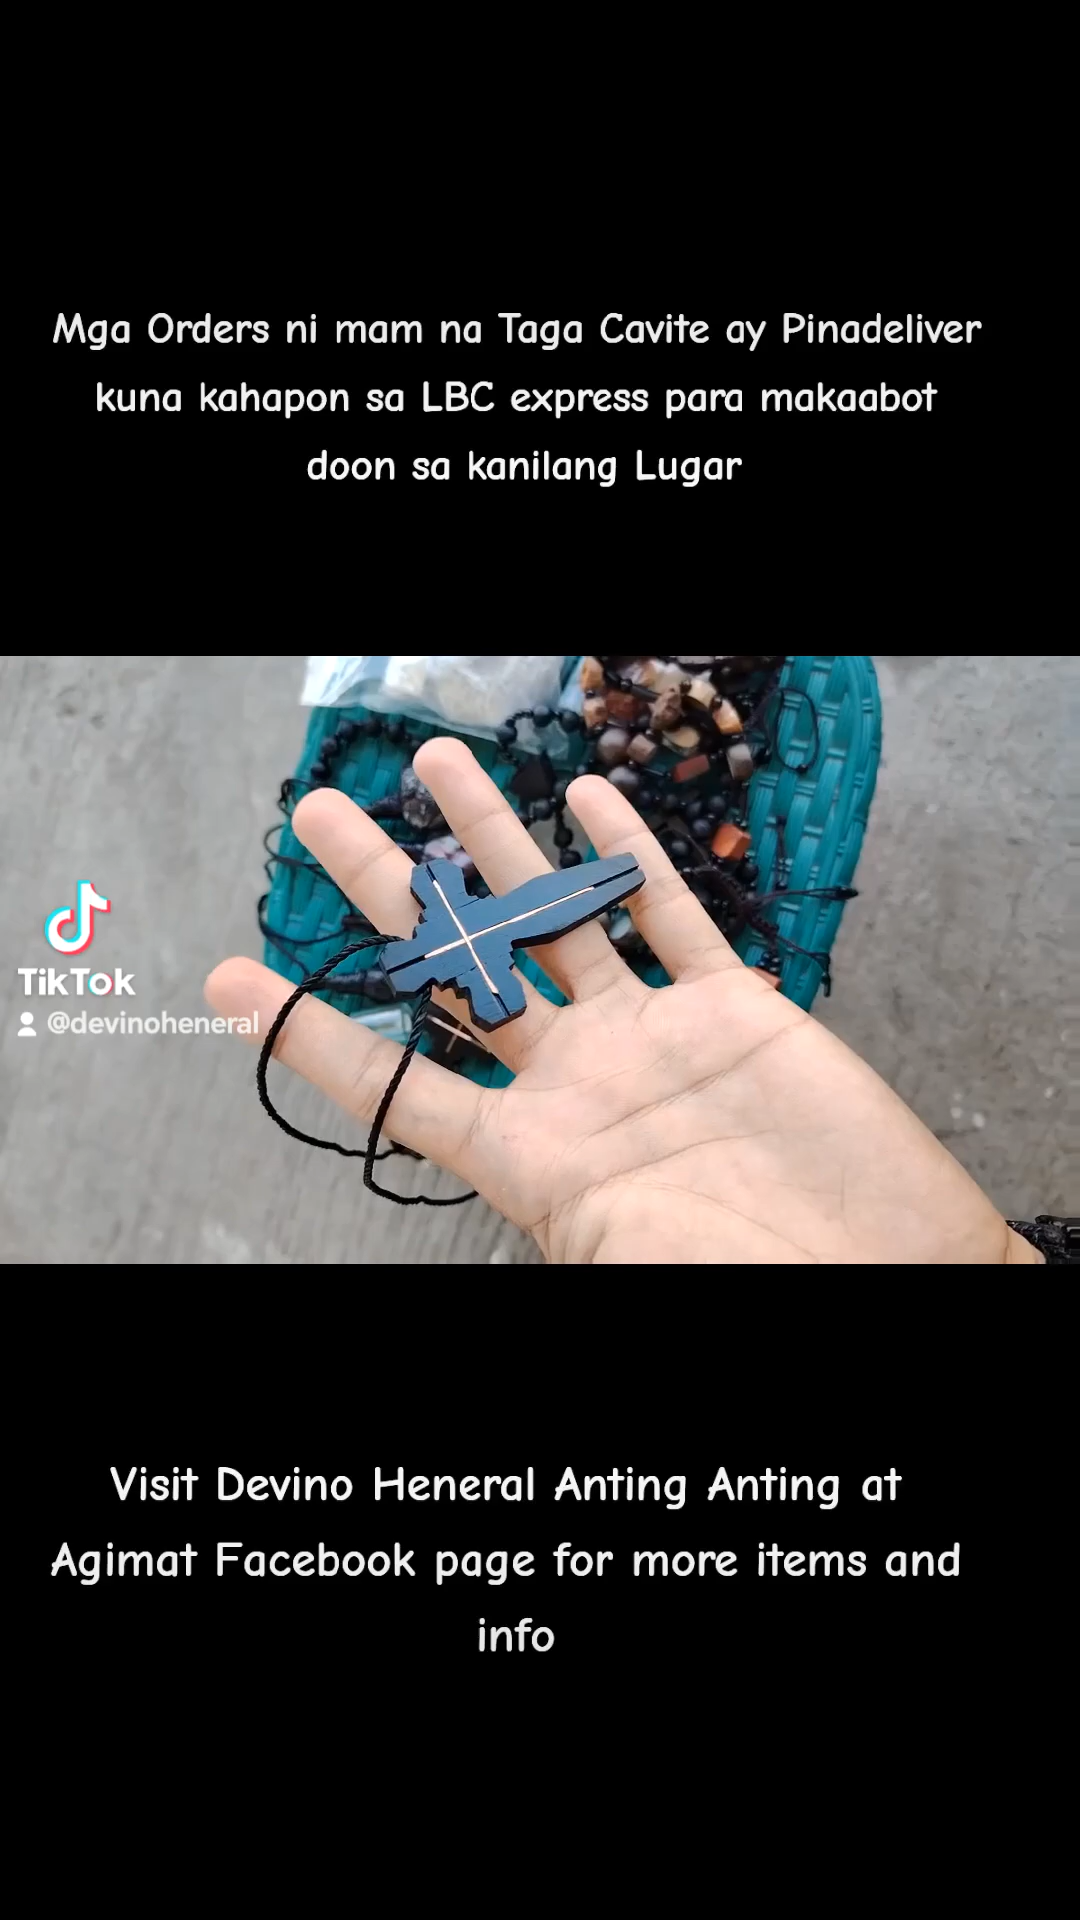 Mga Orders ni mam na Taga Cavite ay Pinadeliver
kuna kahapon sa LBC express para makaabot
doon sa kanilang Lugar
TikTok
@devinoheneral
Visit Devino Heneral Anting Anting at
Agimat Facebook page for more items and
info